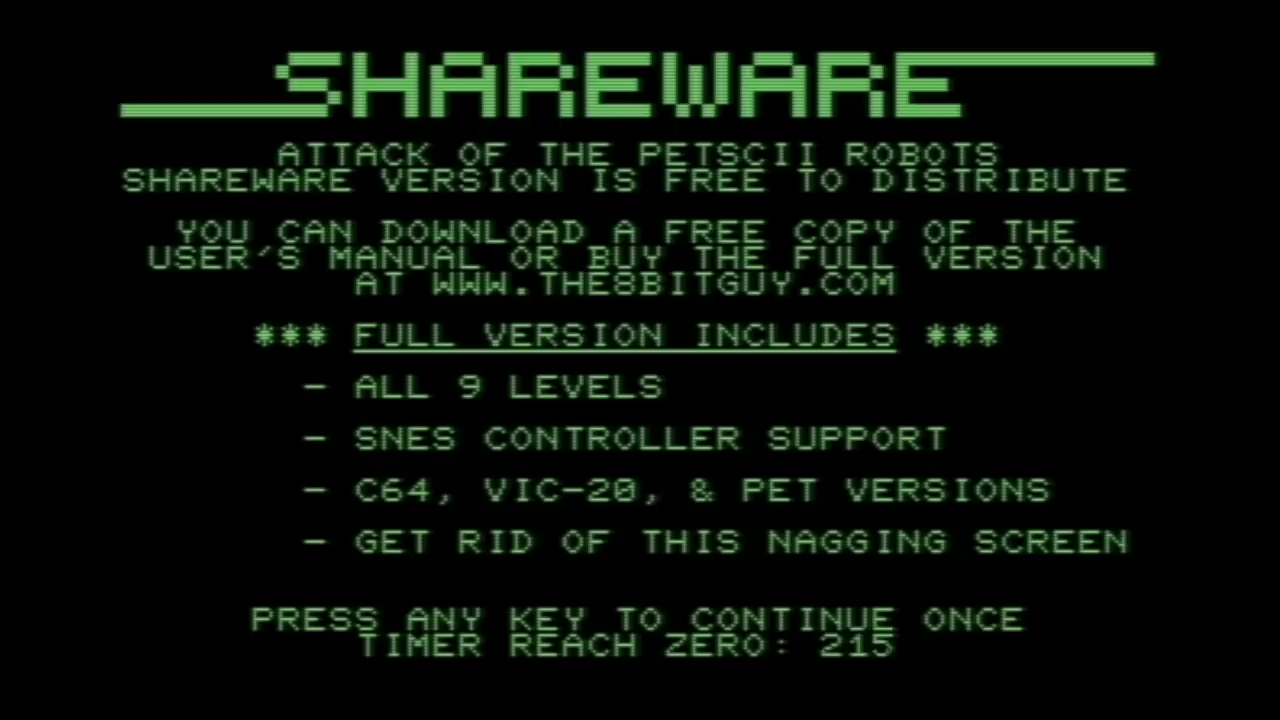 SHAREWARE
ATTACK OF THE PETSCII ROBOTS
SHAREWARE VERSION IS FREE TO DISTRIBUTE
YOU CAN DOWNLOAD A FREE COPY OF THE
USER'S MANUAL OR BUY THE FULL VERSION
AT WWW.THE8BITGUY.COM
*** FULL VERSION INCLUDES ***
- ALL 9 LEVELS
- SNES CONTROLLER SUPPORT
- C64, VIC-20, & PET VERSIONS
- GET RID OF THIS NAGGING SCREEN
PRESS ANY KEY TO CONTINUE ONCE
TIMER REACH ZERO: 215